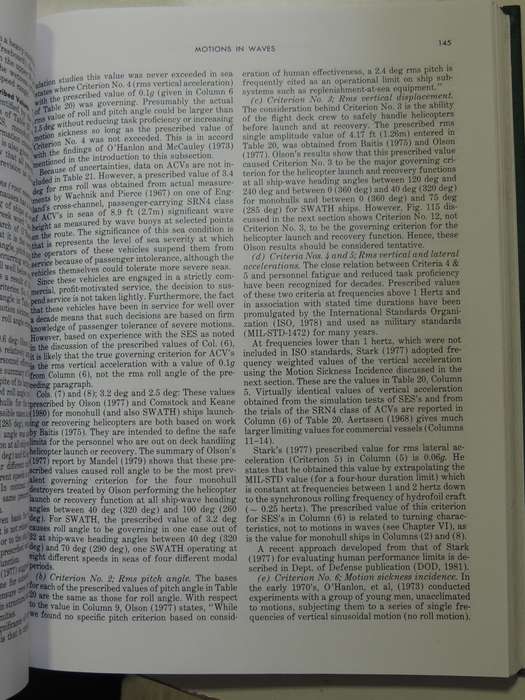 MOTIONS IN WAVES
145
lation studies this value was never exceeded in sea
states where Criterion No. 4 (rms vertical acceleration)
with the prescribed value of 0.1g (given in Column 6
of Table 20) was governing. Presumably the actual
rms value of roll and pitch angle could be larger than
1.5 deg without reducing task proficiency or increasing
motion sickness so long as the prescribed value of
Criterion No. 4 was not exceeded. This is in accord
with the findings of O'Hanlon and McCauley (1973)
mentioned in the introduction to this subsection.
Because of uncertainties, data on ACVs are not in-
cluded in Table 21. However, a prescribed value of 3.4
deg for rms roll was obtained from actual measure-
ments by Wachnik and Pierce (1967) on one of Eng-
land's cross-channel, passenger-carrying SRN4 class
of ACV's in seas of 8.9 ft (2.7m) significant wave
height as measured by wave buoys at selected points
on the route. The significance of this sea condition is
that is represents the level of sea severity at which
the operators of these vehicles suspend them from
service because of passenger intolerance, although the
vehicles themselves could tolerate more severe seas.
Since these vehicles are engaged in a strictly com-
mercial, profit-motivated service, the decision to sus-
pend service is not taken lightly. Furthermore, the fact
that these vehicles have been in service for well over
a decade means that such decisions are based on firm
knowledge of passenger tolerance of severe motions.
However, based on experience with the SES as noted
in the discussion of the prescribed values of Col. (6),
it is likely that the true governing criterion for ACV's
is the rms vertical acceleration with a value of 0.1g
from Column (6), not the rms roll angle of the pre-
ceding paragraph.
Cols. (7) and (8); 3.2 deg and 2.5 deg: These values
prescribed by Olson (1977) and Comstock and Keane
(1980) for monohull (and also SWATH) ships launch-
ing or recovering helicopters are both based on work
by Baitis (1975). They are intended to define the safe
limits for the personnel who are out on deck handling
helicopter launch or recovery. The summary of Olson's
(1977) report by Mandel (1979) shows that these pre-
scribed values caused roll angle to be the most prev-
alent governing criterion for the four monohull
destroyers treated by Olson performing the helicopter
launch or recovery function at all ship-wave heading
angles between 40 deg (320) and 100 deg (260
deg). For SWATH, the prescribed value of 3.2 deg
causes roll angle to be governing in one case out of
32 at ship-wave heading angles between 40 deg (320
deg) and 70 deg (290 deg), one SWATH operating at
eight different speeds in seas of four different modal
periods.
(b) Criterion No. 2; Rms pitch angle. The bases
for each of the prescribed values of pitch angle in Table
20 are the same as those for roll angle. With respect
to the value in Column 9, Olson (1977) states, "While
we found no specific pitch criterion based on consid-
eration of human effectiveness, a 2.4 deg rms pitch is
frequently cited as an operational limit on ship sub-
systems such as replenishment-at-sea equipment."
(c) Criterion No. 3; Rms vertical displacement.
The consideration behind Criterion No. 3 is the ability
of the flight deck crew to safely handle helicopters
before launch and at recovery. The prescribed rms
single amplitude value of 4.17 ft (1.26m) entered in
Table 20, was obtained from Baitis (1975) and Olson
(1977). Olson's results show that this prescribed value
caused Criterion No. 3 to be the major governing cri-
terion for the helicopter launch and recovery functions
at all ship-wave heading angles between 120 deg and
240 deg and between 0 (360 deg) and 40 deg (320 deg)
for monohulls and between 0 (360 deg) and 75 deg
(285 deg) for SWATH ships. However, Fig. 115 dis-
cussed in the next section shows Criterion No. 12, not
Criterion No. 3, to be the governing criterion for the
helicopter launch and recovery function. Hence, these
Olson results should be considered tentative.
(d) Criteria Nos. 4 and 5; Rms vertical and lateral
accelerations. The close relation between Criteria 4 &
5 and personnel fatigue and reduced task proficiency
have been recognized for decades. Prescribed values
of these two criteria at frequencies above 1 Hertz and
in association with stated time durations have been
promulgated by the International Standards Organi-
zation (ISO, 1978) and used as military standards
(MIL-STD-1472) for many years.
At frequencies lower than 1 hertz, which were not
included in ISO standards, Stark (1977) adopted fre-
quency weighted values of the vertical acceleration
using the Motion Sickness Incidence discussed in the
next section. These are the values in Table 20, Column
5. Virtually identical values of vertical acceleration
obtained from the simulation tests of SES's and from
the trials of the SRN4 class of ACVs are reported in
Column (6) of Table 20. Aertssen (1968) gives much
larger limiting values for commercial vessels (Columns
11–14).
Stark's (1977) prescribed value for rms lateral ac-
celeration (Criterion 5) in Column (5) is 0.06g. He
states that he obtained this value by extrapolating the
MIL-STD value (for a four-hour duration limit) which
is constant at frequencies between 1 and 2 hertz down
to the synchronous rolling frequency of hydrofoil craft
(~ 0.25 hertz). The prescribed value of this criterion
for SES's in Column (6) is related to turning charac-
teristics, not to motions in waves (see Chapter VI), as
is the value for monohull ships in Columns (2) and (8).
A recent approach developed from that of Stark
(1977) for evaluating human performance limits is de-
scribed in Dept. of Defense publication (DOD, 1981).
(e) Criterion No. 6; Motion sickness incidence. In
the early 1970's, O'Hanlon, et al, (1973) conducted
experiments with a group of young men, unacclimated
to motions, subjecting them to a series of single fre-
quencies of vertical sinusoidal motion (no roll motion).